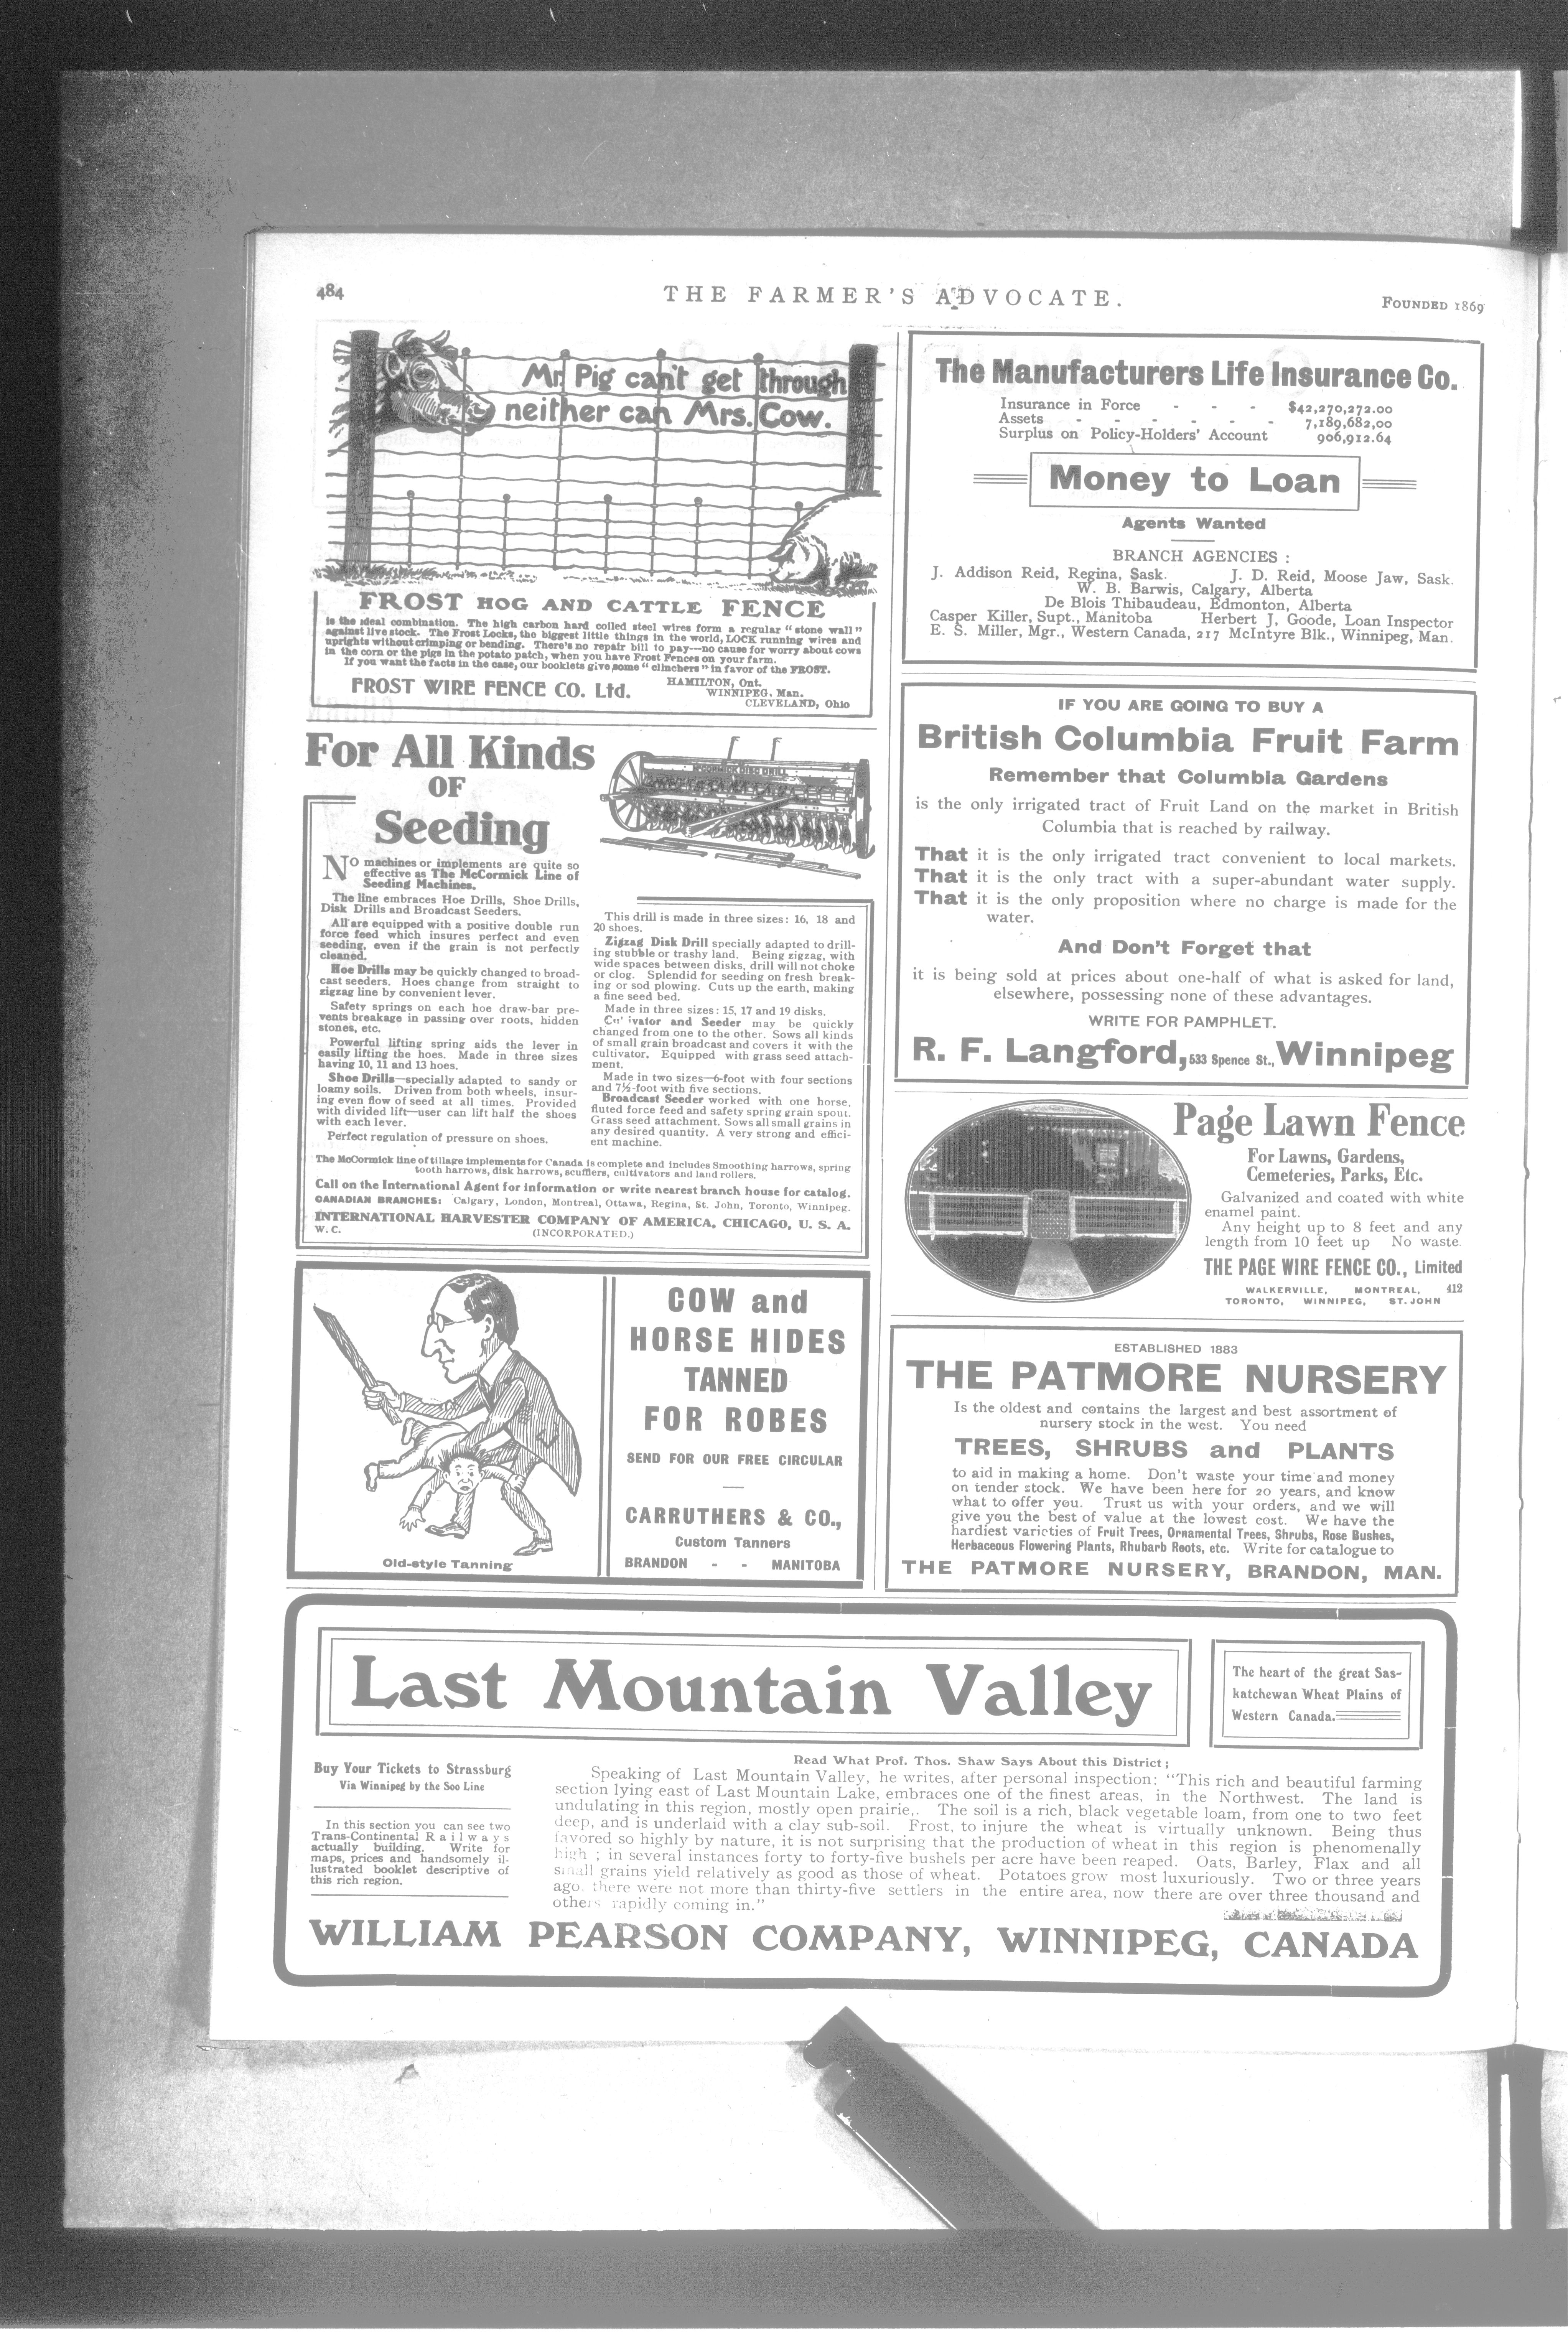 484
THE FARMER'S ADVOCATE.
FOUNDED 1869
Mr. Pig can't get through
neither can Mrs. Cow.
FROST HOG AND CATTLE FENCE
is the ideal combination. The high carbon hard coiled steel wires form a regular "stone wall"
against live stock. The Frost Locks, the biggest little things in the world, LOCK running wires and
uprights without crimping or bending. There's no repair bill to pay—no cause for worry about cows
in the corn or the pigs in the potato patch, when you have Frost Fences on your farm.
If you want the facts in the case, our booklets give some "clinchers" in favor of the FROST.
FROST WIRE FENCE CO. Ltd.
HAMILTON, Ont.
WINNIPEG, Man.
CLEVELAND, Ohio
For All Kinds
OF
Seeding
McCORMICK DISC DRILL
NO machines or implements are quite so
effective as The McCormick Line of
Seeding Machines.
The line embraces Hoe Drills, Shoe Drills,
Disk Drills and Broadcast Seeders.
All are equipped with a positive double run
force feed which insures perfect and even
seeding, even if the grain is not perfectly
cleaned.
Hoe Drills may be quickly changed to broad-
cast seeders. Hoes change from straight to
zigzag line by convenient lever.
Safety springs on each hoe draw-bar pre-
vents breakage in passing over roots, hidden
stones, etc.
Powerful lifting spring aids the lever in
easily lifting the hoes. Made in three sizes
having 10, 11 and 13 hoes.
Shoe Drills—specially adapted to sandy or
loamy soils. Driven from both wheels, insur-
ing even flow of seed at all times. Provided
with divided lift—user can lift half the shoes
with each lever.
Perfect regulation of pressure on shoes.
This drill is made in three sizes: 16, 18 and
20 shoes.
Zigzag Disk Drill specially adapted to drill-
ing stubble or trashy land. Being zigzag, with
wide spaces between disks, drill will not choke
or clog. Splendid for seeding on fresh break-
ing or sod plowing. Cuts up the earth, making
a fine seed bed.
Made in three sizes: 15, 17 and 19 disks.
Cu' ivator and Seeder may be quickly
changed from one to the other. Sows all kinds
of small grain broadcast and covers it with the
cultivator. Equipped with grass seed attach-
ment.
Made in two sizes—6-foot with four sections
and 7½-foot with five sections.
Broadcast Seeder worked with one horse,
fluted force feed and safety spring grain spout.
Grass seed attachment. Sows all small grains in
any desired quantity. A very strong and effici-
ent machine.
The McCormick line of tillage implements for Canada is complete and includes Smoothing harrows, spring
tooth harrows, disk harrows, scufflers, cultivators and land rollers.
Call on the International Agent for information or write nearest branch house for catalog.
CANADIAN BRANCHES: Calgary, London, Montreal, Ottawa, Regina, St. John, Toronto, Winnipeg.
INTERNATIONAL HARVESTER COMPANY OF AMERICA, CHICAGO, U. S. A.
W. C. (INCORPORATED.)
Old-style Tanning
COW and
HORSE HIDES
TANNED
FOR ROBES
SEND FOR OUR FREE CIRCULAR
CARRUTHERS & CO.,
Custom Tanners
BRANDON - - MANITOBA
The Manufacturers Life Insurance Co.
Insurance in Force - - - $42,270,272.00
Assets - - - - - - 7,189,682,00
Surplus on Policy-Holders' Account 906,912.64
Money to Loan
Agents Wanted
BRANCH AGENCIES :
J. Addison Reid, Regina, Sask. J. D. Reid, Moose Jaw, Sask.
W. B. Barwis, Calgary, Alberta
De Blois Thibaudeau, Edmonton, Alberta
Casper Killer, Supt., Manitoba Herbert J, Goode, Loan Inspector
E. S. Miller, Mgr., Western Canada, 217 McIntyre Blk., Winnipeg, Man.
IF YOU ARE GOING TO BUY A
British Columbia Fruit Farm
Remember that Columbia Gardens
is the only irrigated tract of Fruit Land on the market in British
Columbia that is reached by railway.
That it is the only irrigated tract convenient to local markets.
That it is the only tract with a super-abundant water supply.
That it is the only proposition where no charge is made for the
water.
And Don't Forget that
it is being sold at prices about one-half of what is asked for land,
elsewhere, possessing none of these advantages.
WRITE FOR PAMPHLET.
R. F. Langford, 533 Spence St., Winnipeg
Page Lawn Fence
For Lawns, Gardens,
Cemeteries, Parks, Etc.
Galvanized and coated with white
enamel paint.
Any height up to 8 feet and any
length from 10 feet up No waste.
THE PAGE WIRE FENCE CO., Limited
WALKERVILLE, MONTREAL, 412
TORONTO, WINNIPEG, ST. JOHN
ESTABLISHED 1883
THE PATMORE NURSERY
Is the oldest and contains the largest and best assortment of
nursery stock in the west. You need
TREES, SHRUBS and PLANTS
to aid in making a home. Don't waste your time and money
on tender stock. We have been here for 20 years, and know
what to offer you. Trust us with your orders, and we will
give you the best of value at the lowest cost. We have the
hardiest varieties of Fruit Trees, Ornamental Trees, Shrubs, Rose Bushes,
Herbaceous Flowering Plants, Rhubarb Roots, etc. Write for catalogue to
THE PATMORE NURSERY, BRANDON, MAN.
Last Mountain Valley
The heart of the great Sas-
katchewan Wheat Plains of
Western Canada.
Buy Your Tickets to Strassburg
Via Winnipeg by the Soo Line
In this section you can see two
Trans-Continental Railways
actually building. Write for
maps, prices and handsomely il-
lustrated booklet descriptive of
this rich region.
Read What Prof. Thos. Shaw Says About this District;
Speaking of Last Mountain Valley, he writes, after personal inspection: "This rich and beautiful farming
section lying east of Last Mountain Lake, embraces one of the finest areas, in the Northwest. The land is
undulating in this region, mostly open prairie,. The soil is a rich, black vegetable loam, from one to two feet
deep, and is underlaid with a clay sub-soil. Frost, to injure the wheat is virtually unknown. Being thus
favored so highly by nature, it is not surprising that the production of wheat in this region is phenomenally
high ; in several instances forty to forty-five bushels per acre have been reaped. Oats, Barley, Flax and all
small grains yield relatively as good as those of wheat. Potatoes grow most luxuriously. Two or three years
ago. there were not more than thirty-five settlers in the entire area, now there are over three thousand and
others rapidly coming in."
WILLIAM PEARSON COMPANY, WINNIPEG, CANADA